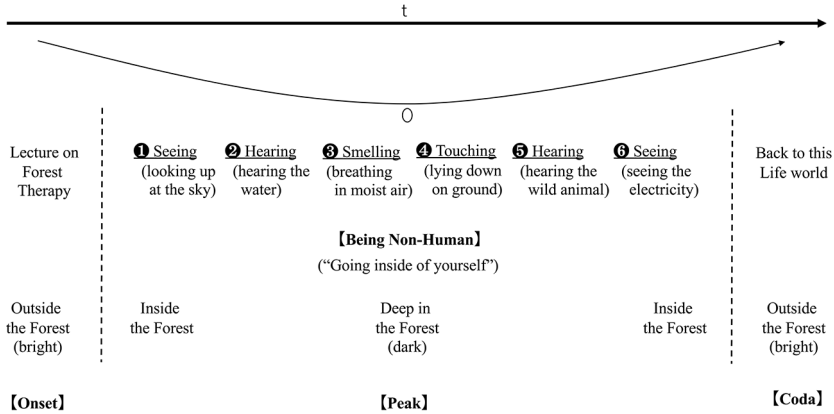 t
0
Lecture on
Forest
Therapy
❶ Seeing
(looking up
at the sky)
❷ Hearing
(hearing the
water)
❸ Smelling
(breathing
in moist air)
❹ Touching
(lying down
on ground)
❺ Hearing
(hearing the
wild animal)
❻ Seeing
(seeing the
electricity)
Back to this
Life world
【Being Non-Human】
(“Going inside of yourself”)
Outside
the Forest
(bright)
Inside
the Forest
Deep in
the Forest
(dark)
Inside
the Forest
Outside
the Forest
(bright)
【Onset】
【Peak】
【Coda】